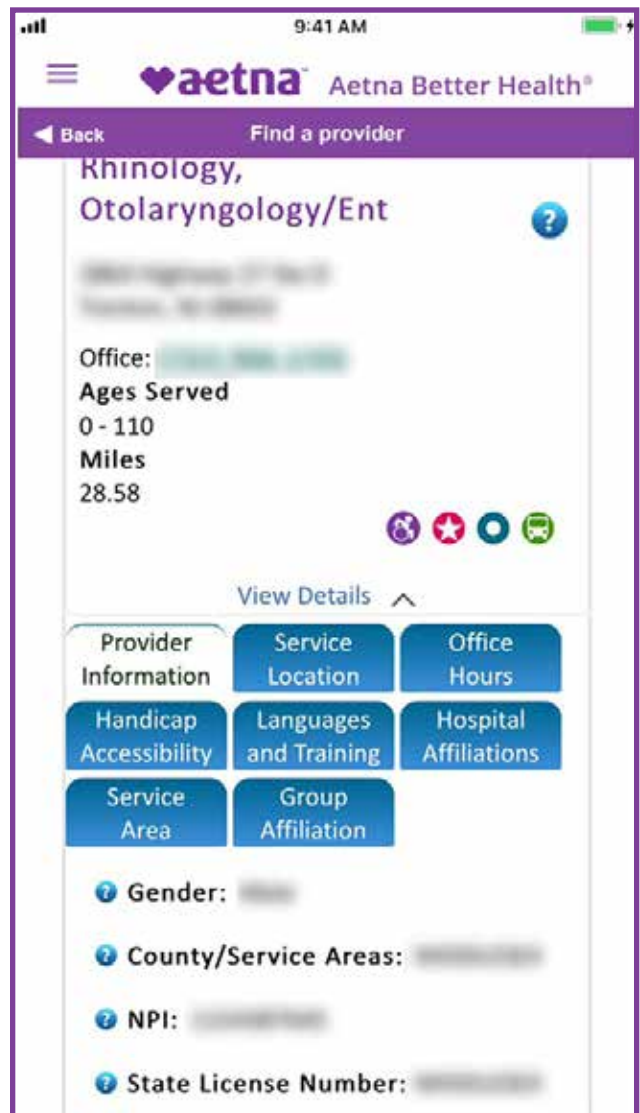 9:41 AM
aetna™ Aetna Better Health®
Back Find a provider
Rhinology,
Otolaryngology/Ent
?
Office:
Ages Served
0 - 110
Miles
28.58
View Details
Provider
Information
Service
Location
Office
Hours
Handicap
Accessibility
Languages
and Training
Hospital
Affiliations
Service
Area
Group
Affiliation
? Gender:
? County/Service Areas:
? NPI:
? State License Number: